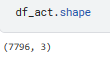 df_act.shape
(7796, 3)